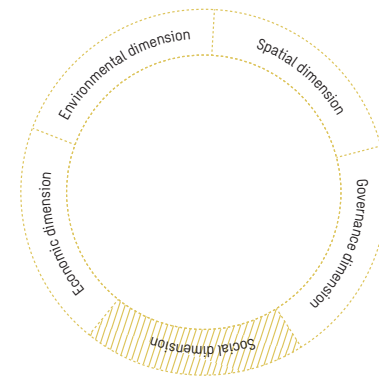 Environmental dimension
Spatial dimension
Governance dimension
Social dimension
Economic dimension